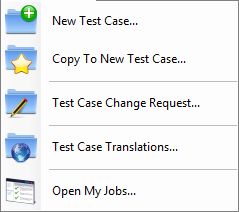 New Test Case...
Copy To New Test Case...
Test Case Change Request...
Test Case Translations...
Open My Jobs...